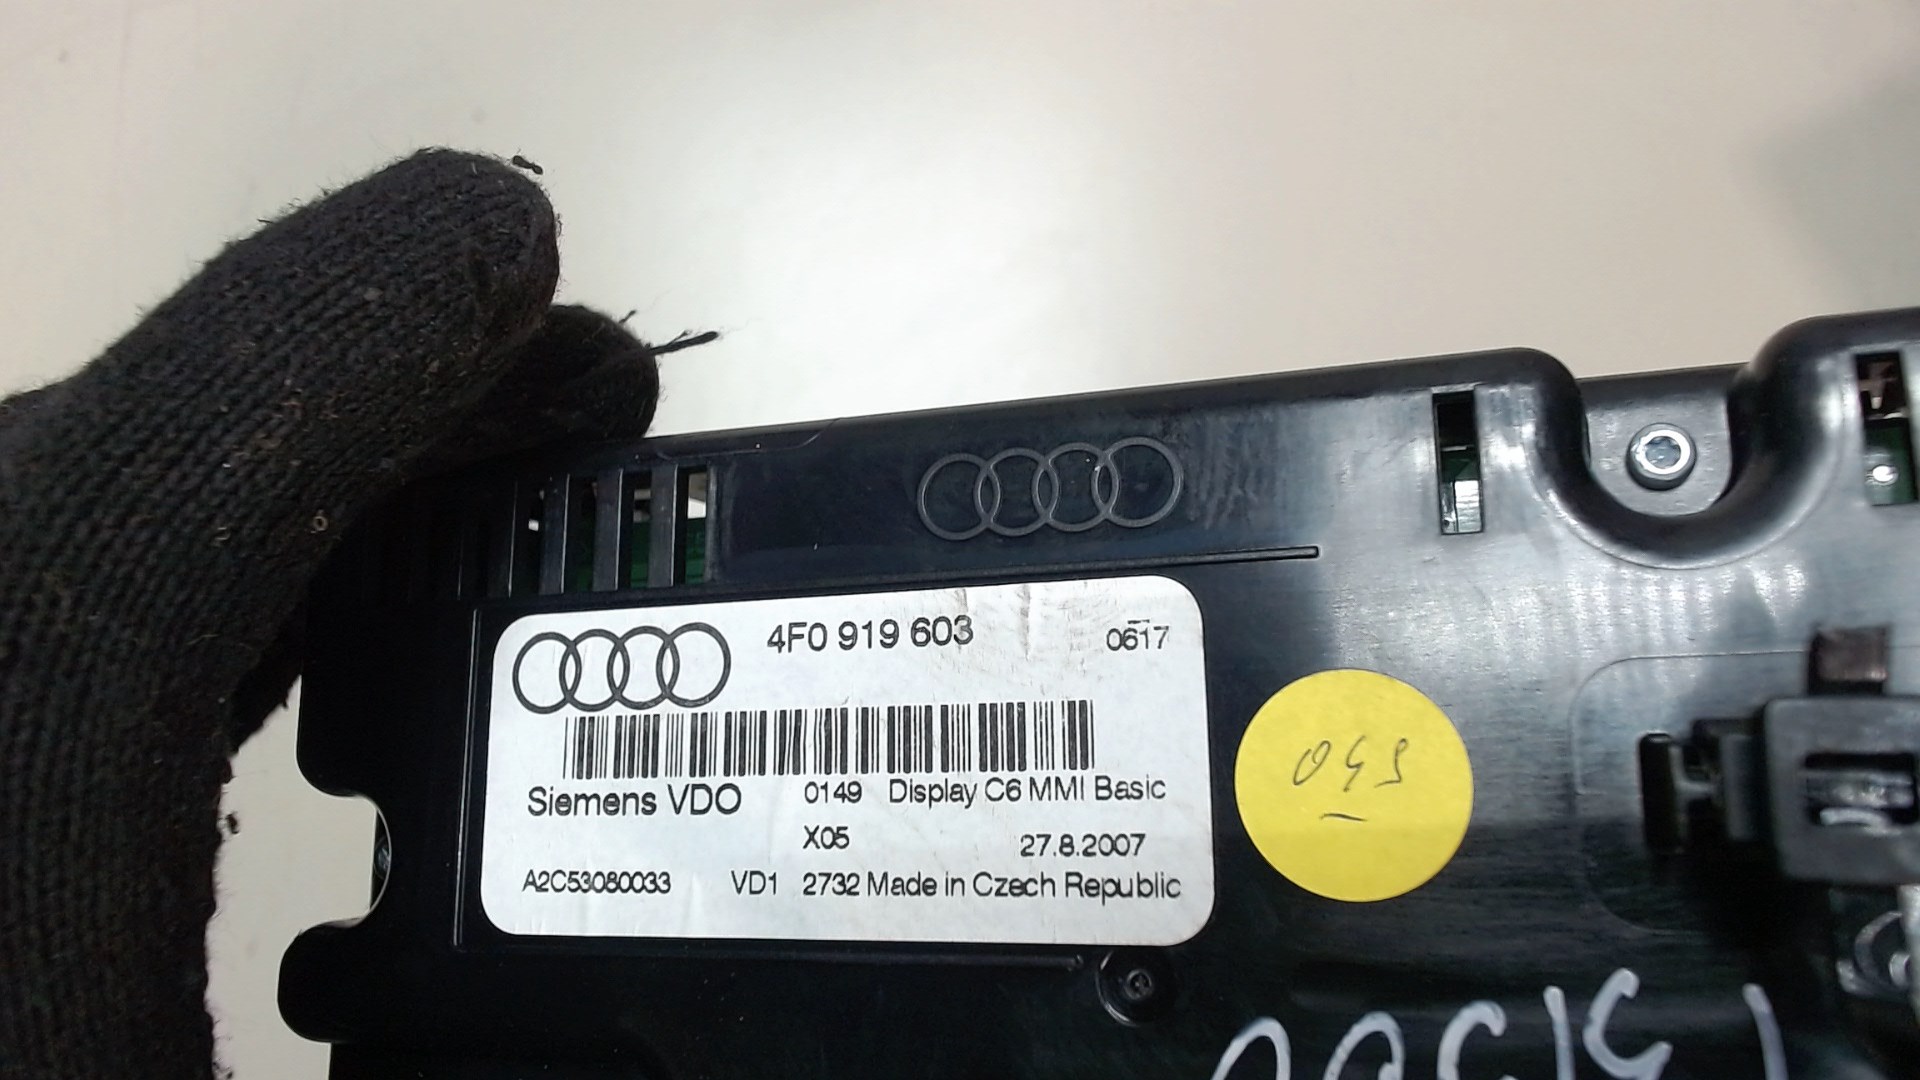 4F0 919 603 0617
Siemens VDO 0149 Display C6 MMI Basic
X05 27.8.2007
A2C53080033 VD1 2732 Made in Czech Republic